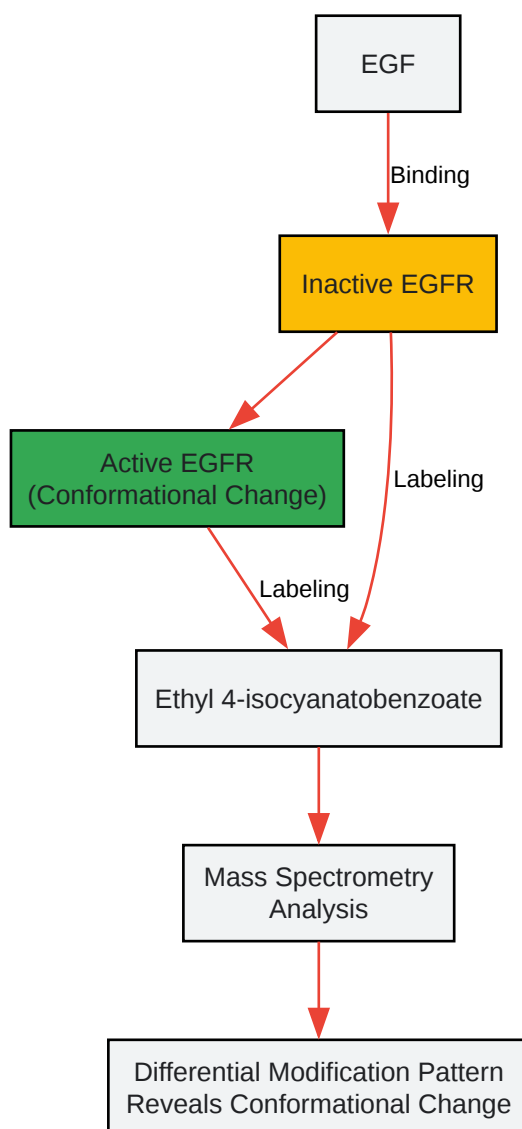 EGF
Binding
Inactive EGFR
Active EGFR
(Conformational Change)
Labeling
Labeling
Ethyl 4-isocyanatobenzoate
Mass Spectrometry
Analysis
Differential Modification Pattern
Reveals Conformational Change